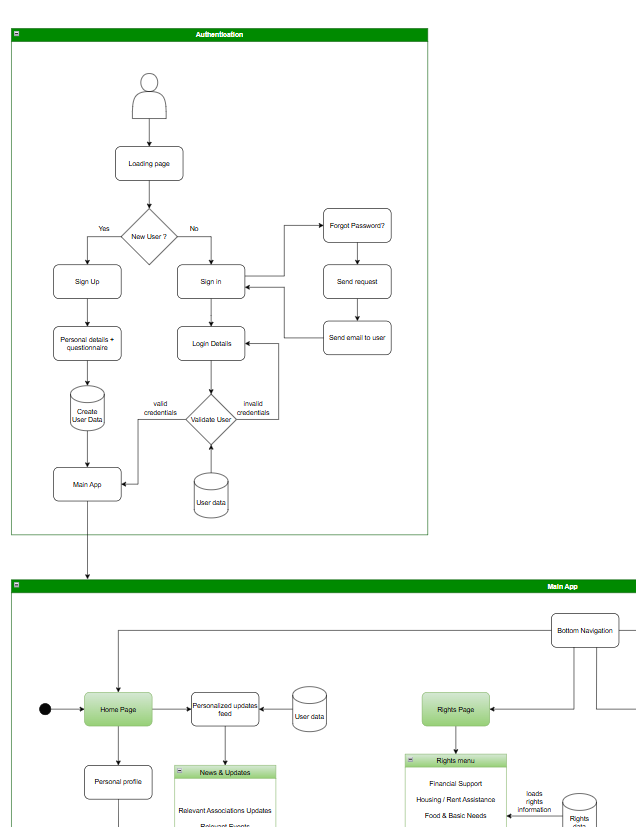 Authentication
Loading page
New User ?
Yes
No
Forgot Password?
Sign Up
Sign in
Send request
Personal details +
questionnaire
Login Details
Send email to user
Create
User Data
valid
credentials
Validate User
invalid
credentials
Main App
User data
Main App
Bottom Navigation
Home Page
Personalized updates
feed
User data
Rights Page
Personal profile
News & Updates
Relevant Associations Updates
Relevant Events
Rights menu
Financial Support
Housing / Rent Assistance
Food & Basic Needs
loads
rights
information
Rights
data